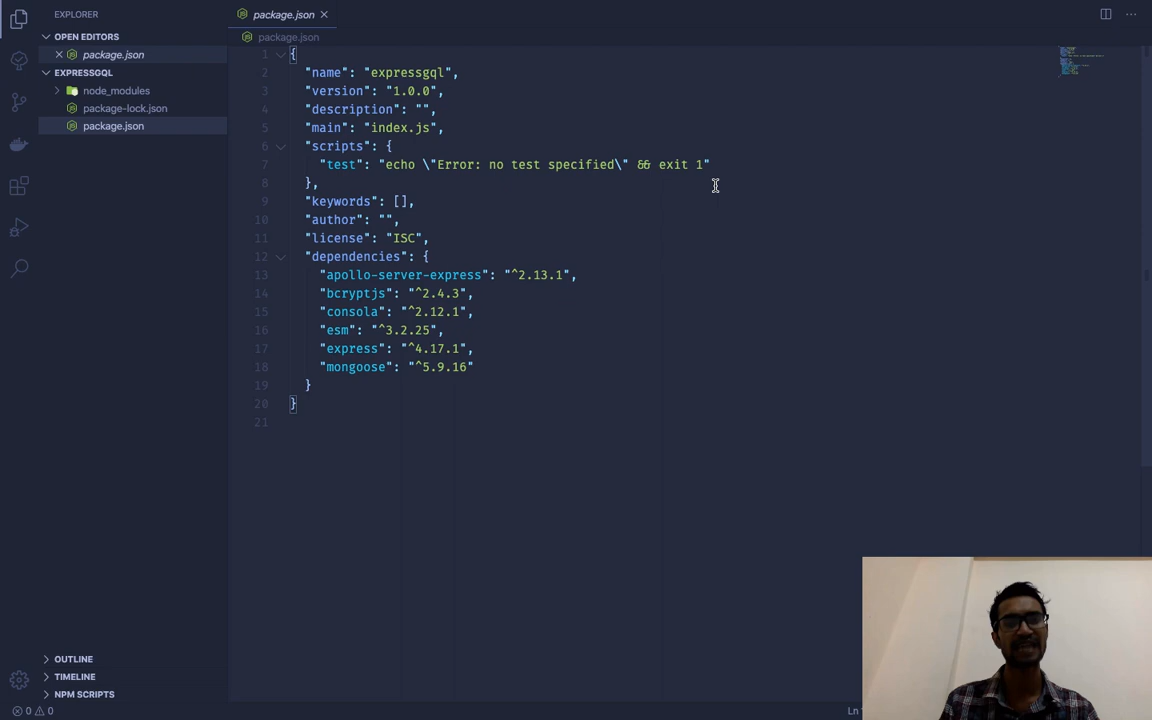 EXPLORER
OPEN EDITORS
package.json
EXPRESSGQL
node_modules
package-lock.json
package.json
OUTLINE
TIMELINE
NPM SCRIPTS
0 0
package.json
package.json
1 {
2 "name": "expressgql",
3 "version": "1.0.0",
4 "description": "",
5 "main": "index.js",
6 "scripts": {
7 "test": "echo \"Error: no test specified\" && exit 1"
8 },
9 "keywords": [],
10 "author": "",
11 "license": "ISC",
12 "dependencies": {
13 "apollo-server-express": "^2.13.1",
14 "bcryptjs": "^2.4.3",
15 "consola": "^2.12.1",
16 "esm": "^3.2.25",
17 "express": "^4.17.1",
18 "mongoose": "^5.9.16"
19 }
20 }
21
Ln